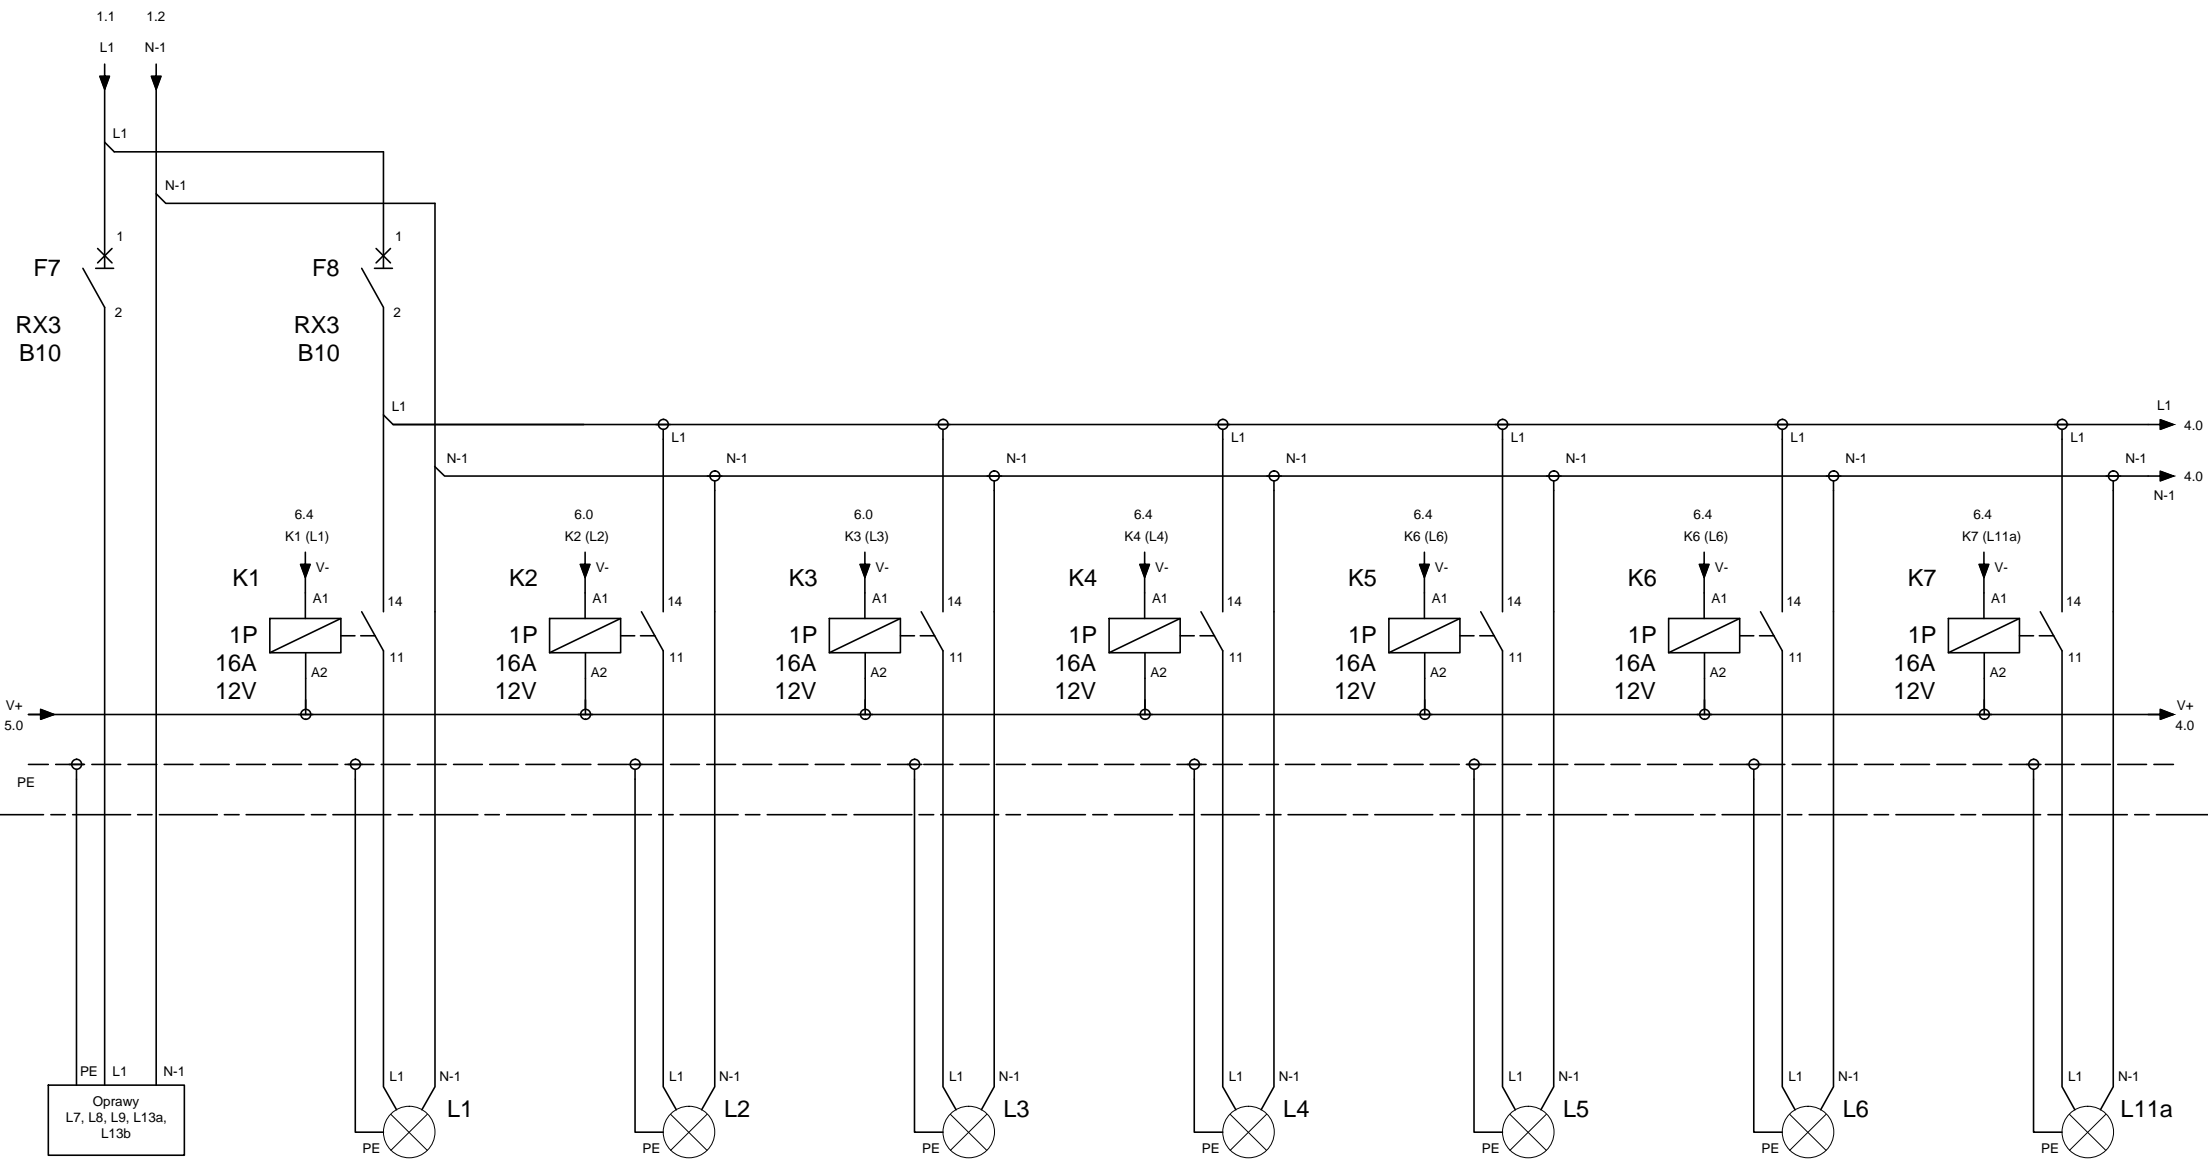 1.1 1.2
L1 N-1
L1
N-1
1 1
F7 F8
2 2
RX3 RX3
B10 B10
L1 L1
4.0
L1 L1 L1 L1 L1 L1
N-1 N-1 N-1 N-1 N-1 N-1 N-1
4.0
N-1
6.4 6.0 6.0 6.4 6.4 6.4 6.4
K1 (L1) K2 (L2) K3 (L3) K4 (L4) K6 (L6) K6 (L6) K7 (L11a)
V- V- V- V- V- V- V-
K1 K2 K3 K4 K5 K6 K7
A1 14 A1 14 A1 14 A1 14 A1 14 A1 14 A1 14
1P 1P 1P 1P 1P 1P 1P
11 11 11 11 11 11 11
16A 16A 16A 16A 16A 16A 16A
A2 A2 A2 A2 A2 A2 A2
12V 12V 12V 12V 12V 12V 12V
V+ V+
5.0 4.0
PE
PE L1 N-1 L1 N-1 L1 N-1 L1 N-1 L1 N-1 L1 N-1 L1 N-1 L1 N-1
Oprawy
L7, L8, L9, L13a,
L13b
L1 L2 L3 L4 L5 L6 L11a
PE PE PE PE PE PE PE